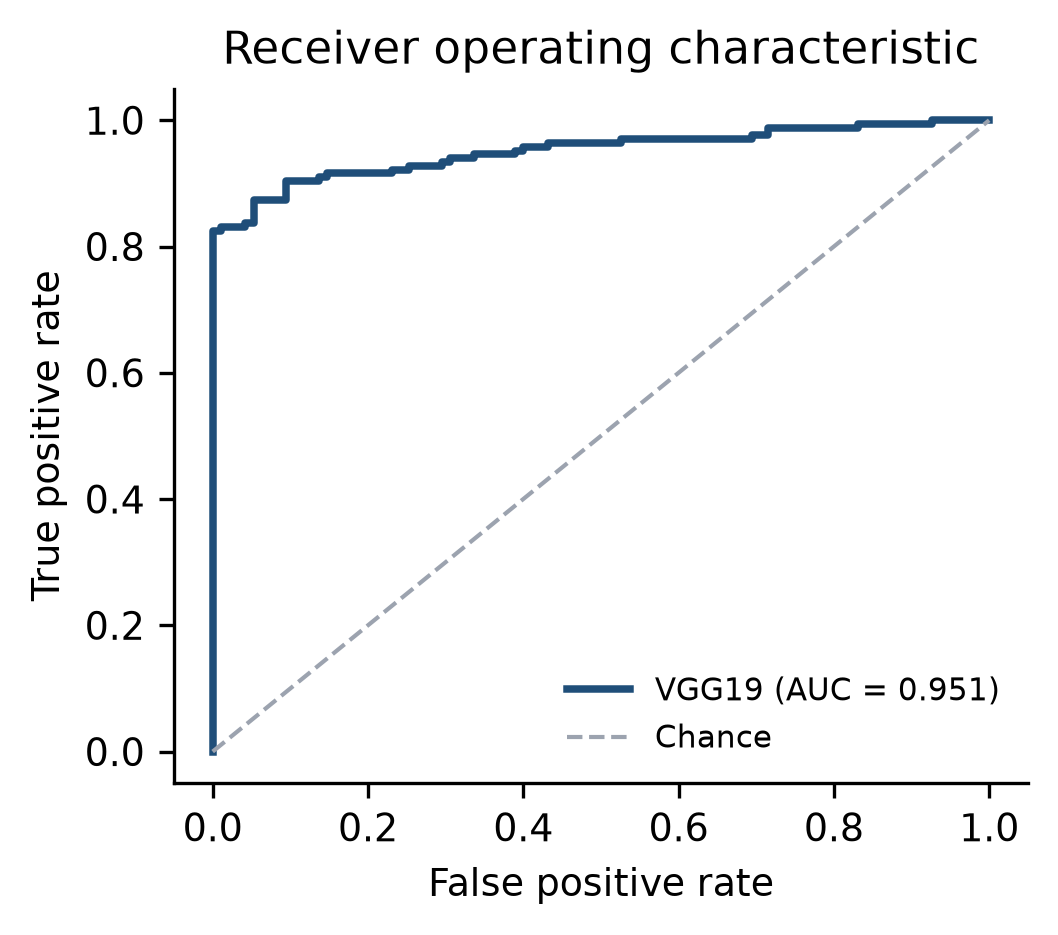 Receiver operating characteristic
True positive rate
1.0
0.8
0.6
0.4
0.2
0.0
VGG19 (AUC = 0.951)
Chance
0.0 0.2 0.4 0.6 0.8 1.0
False positive rate